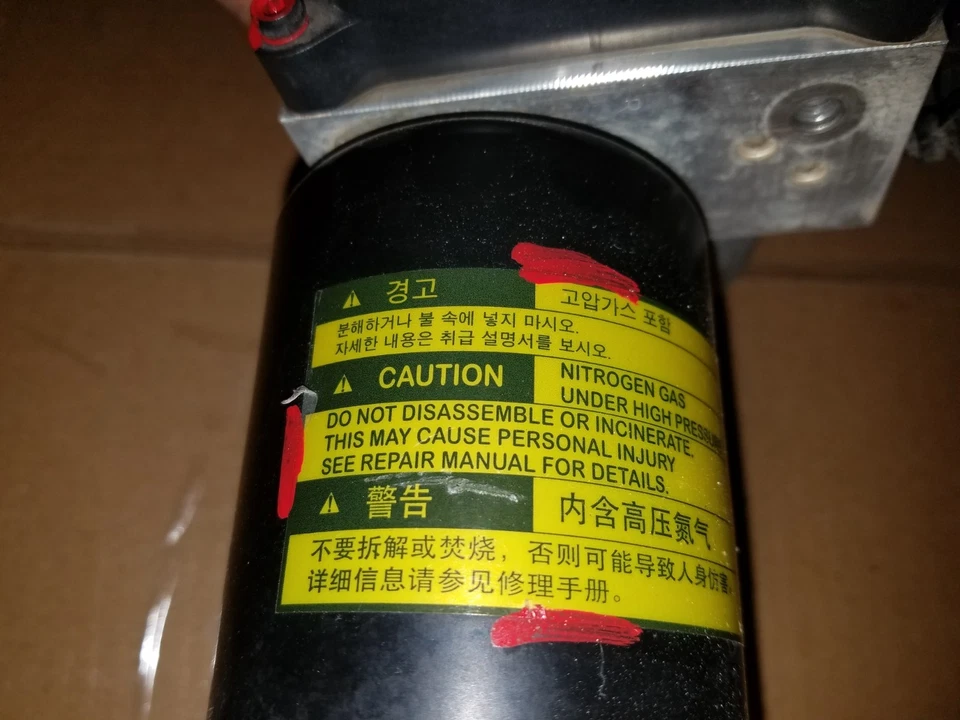 경고
고압가스 포함
분해하거나 불 속에 넣지 마시오.
자세한 내용은 취급 설명서를 보시오.
CAUTION
NITROGEN GAS
UNDER HIGH PRESSURE
DO NOT DISASSEMBLE OR INCINERATE.
THIS MAY CAUSE PERSONAL INJURY
SEE REPAIR MANUAL FOR DETAILS.
警告
内含高压氮气
不要拆解或焚烧，否则可能导致人身伤害，
详细信息请参见修理手册。